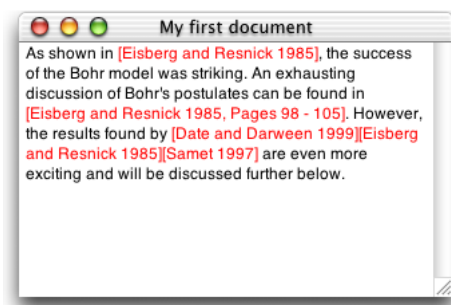 My first document
As shown in [Eisberg and Resnick 1985], the success
of the Bohr model was striking. An exhausting
discussion of Bohr's postulates can be found in
[Eisberg and Resnick 1985, Pages 98 - 105]. However,
the results found by [Date and Darween 1999][Eisberg
and Resnick 1985][Samet 1997] are even more
exciting and will be discussed further below.